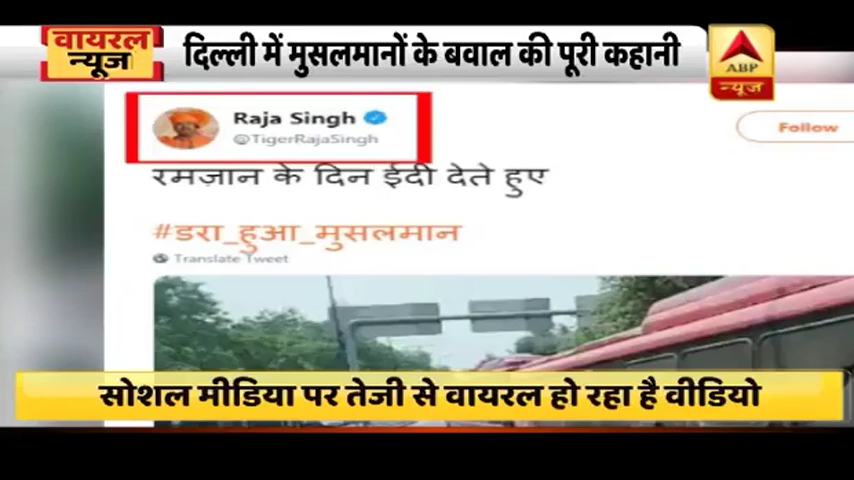 वायरल
न्यूज
दिल्ली में मुसलमानों के बवाल की पूरी कहानी
ABP
न्यूज़
Raja Singh
@TigerRajaSingh
Follow
रमज़ान के दिन ईदी देते हुए
#डरा_हुआ_मुसलमान
Translate Tweet
सोशल मीडिया पर तेजी से वायरल हो रहा है वीडियो